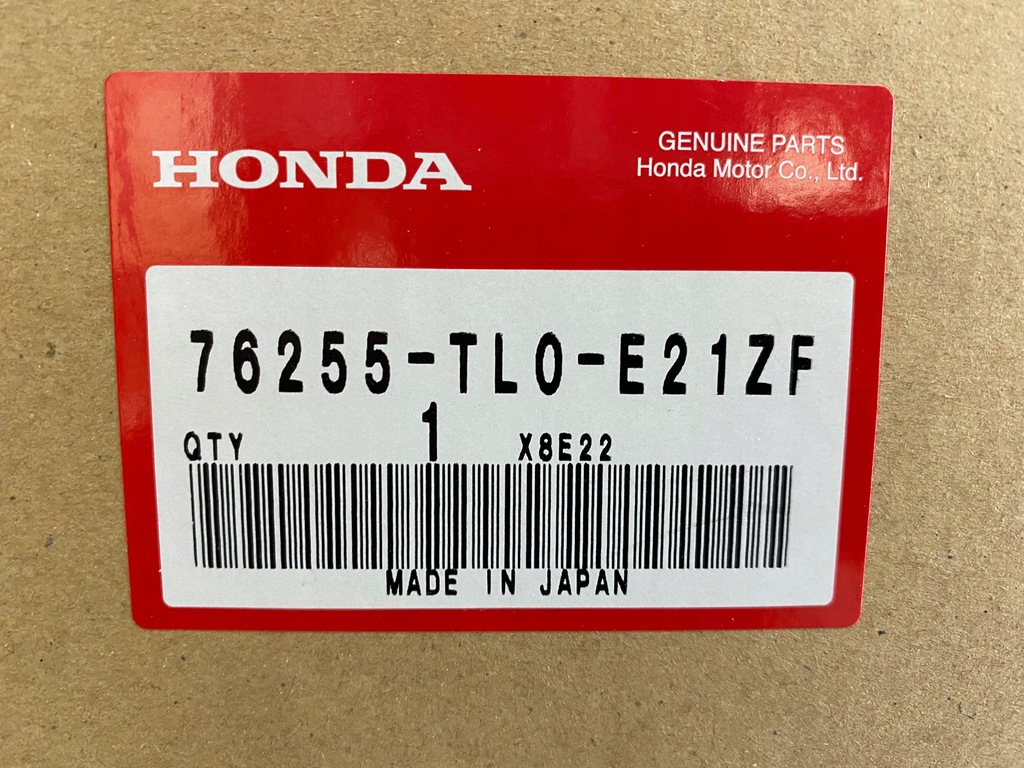 HONDA
GENUINE PARTS
Honda Motor Co., Ltd.
76255-TL0-E21ZF
QTY 1 X8E22
MADE IN JAPAN